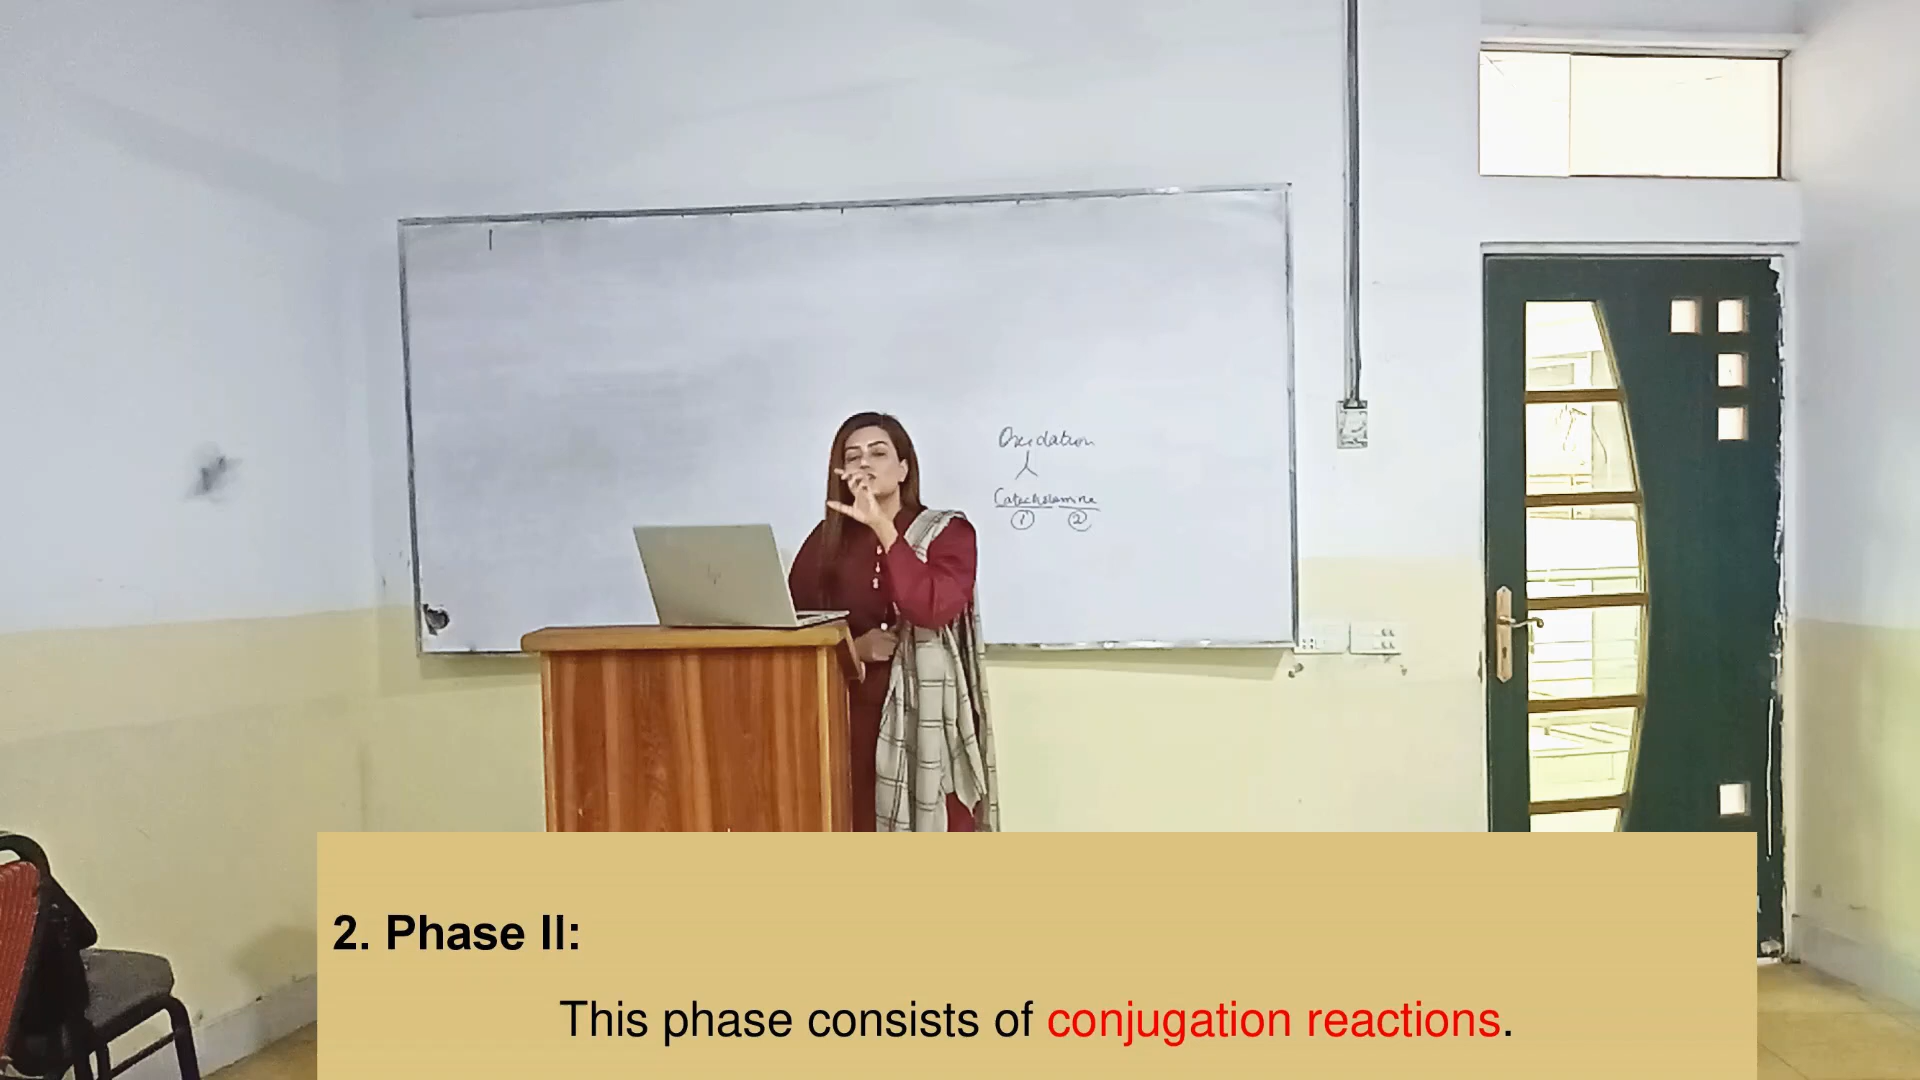 Oxidation
Catecholamine
① ②
2. Phase II:
This phase consists of conjugation reactions.